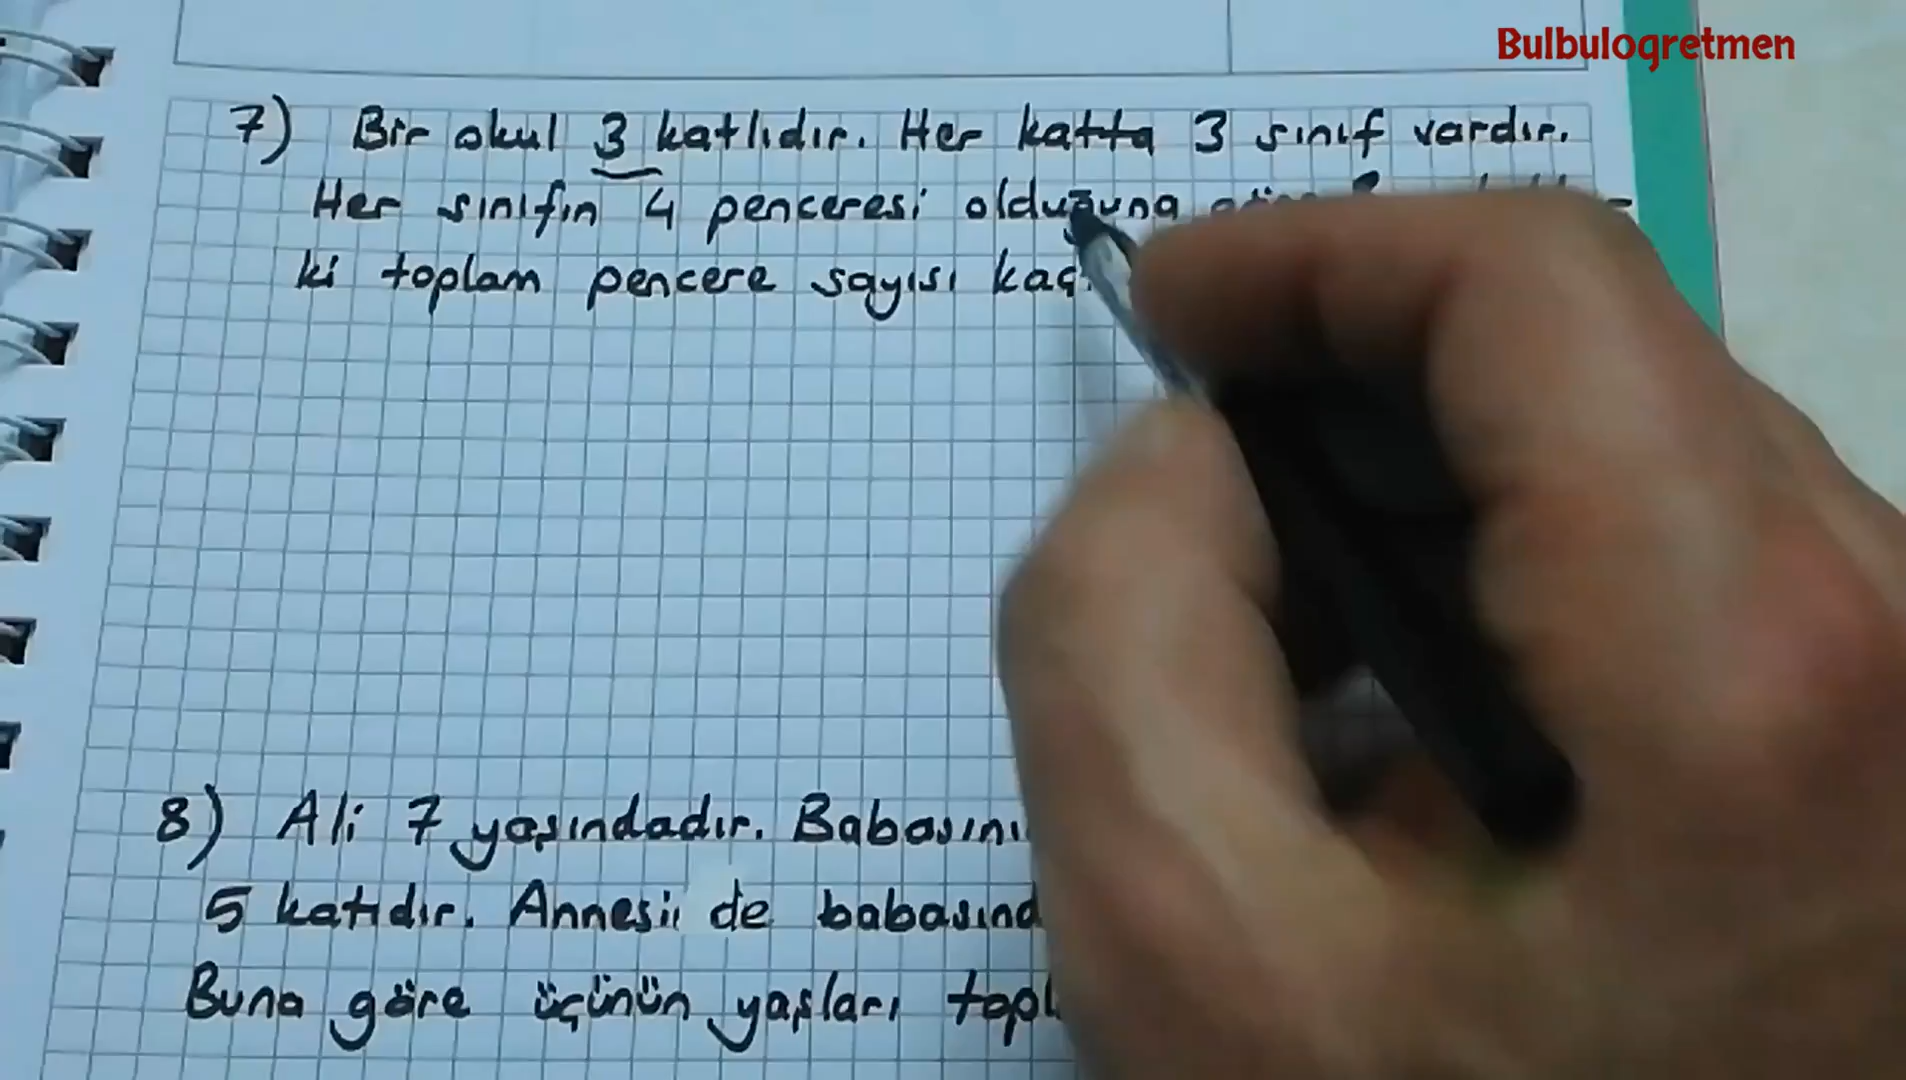 Bulbulogretmen
7) Bir okul 3 katlıdır. Her katta 3 sınıf vardır.
Her sınıfın 4 penceresi olduğuna
ki toplam pencere sayısı
8) Ali 7 yaşındadır.
5 katıdır. Annesi de
Buna göre üçünün yaşları